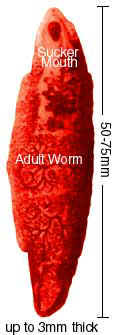 Sucker
Mouth
Adult Worm
50-75mm
up to 3mm thick